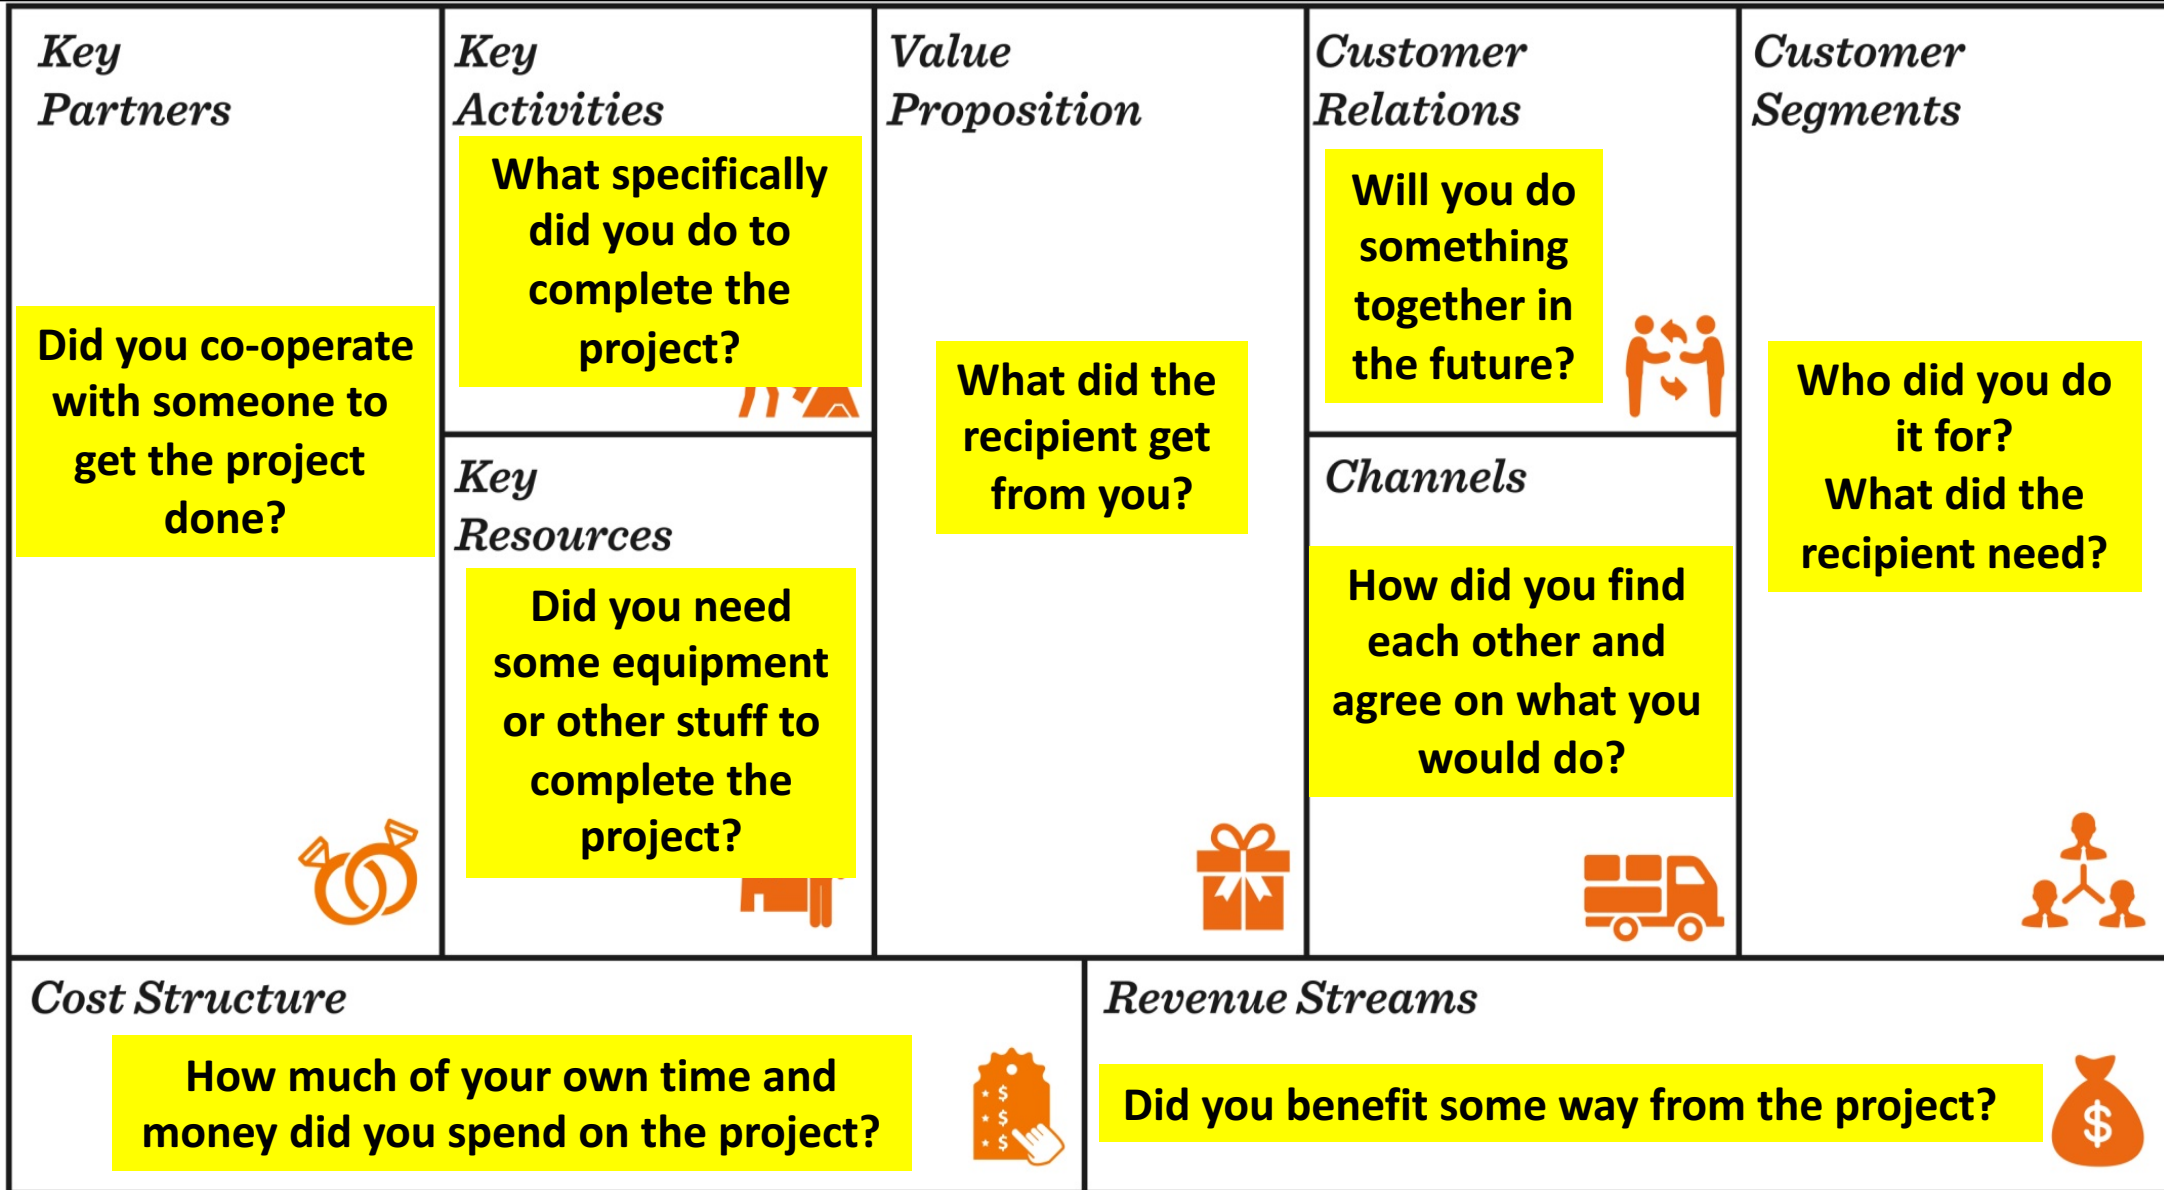 Key
Partners
Did you co-operate
with someone to
get the project
done?
Key
Activities
What specifically
did you do to
complete the
project?
Key
Resources
Did you need
some equipment
or other stuff to
complete the
project?
Value
Proposition
What did the
recipient get
from you?
Customer
Relations
Will you do
something
together in
the future?
Channels
How did you find
each other and
agree on what you
would do?
Customer
Segments
Who did you do
it for?
What did the
recipient need?
Cost Structure
How much of your own time and
money did you spend on the project?
$
$
$
Revenue Streams
Did you benefit some way from the project?
$